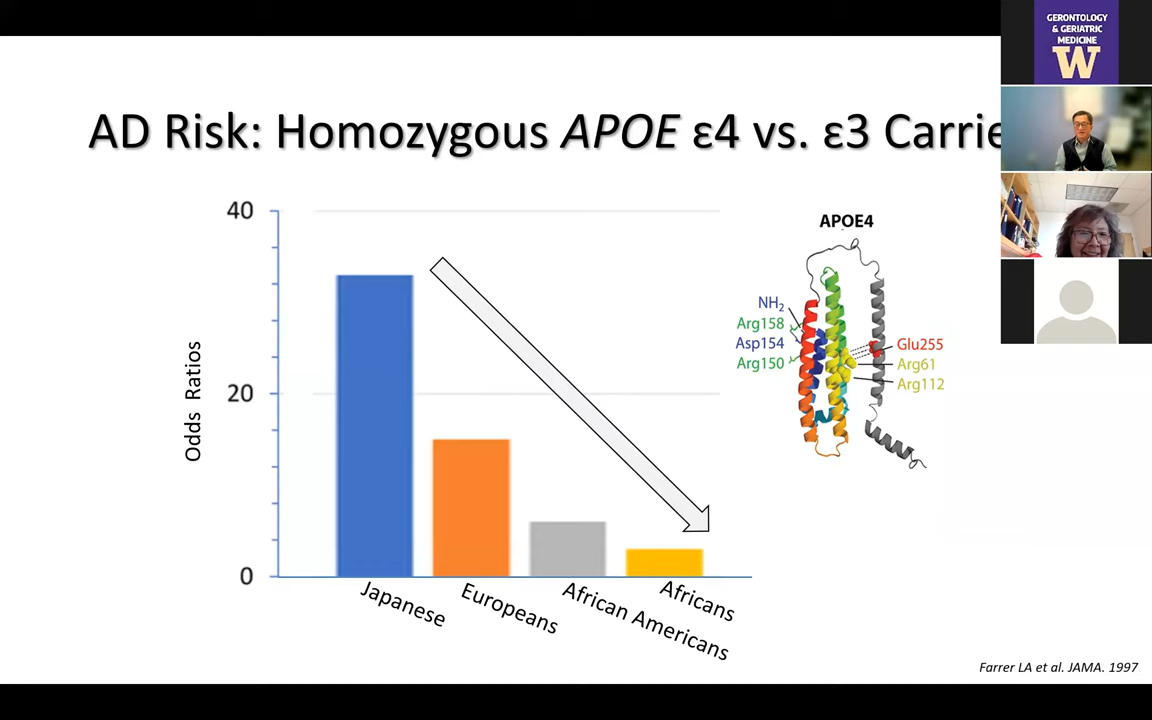 GERONTOLOGY
& GERIATRIC
MEDICINE
W
AD Risk: Homozygous APOE ε4 vs. ε3
40
20
0
Odds Ratios
Japanese
Europeans
African Americans
Africans
APOE4
NH2
Arg158
Asp154
Arg150
Glu255
Arg61
Arg112
Farrer LA et al. JAMA. 1997